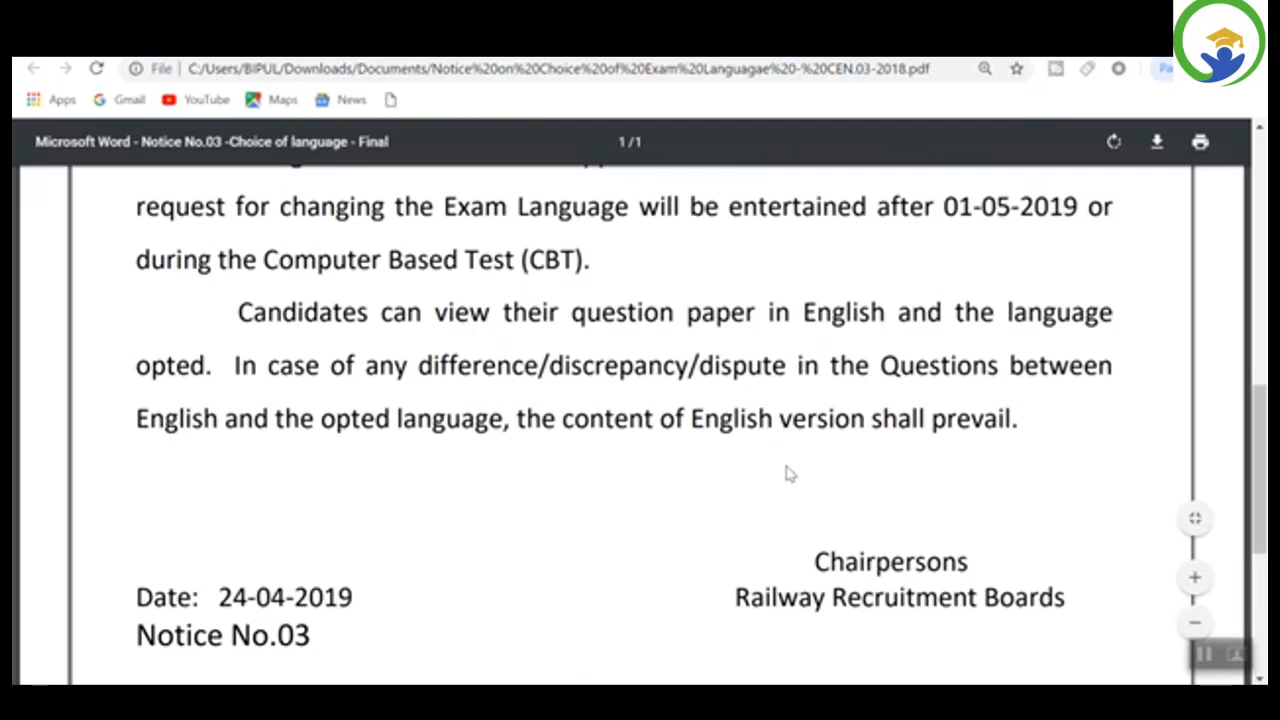 File | C:/Users/BIPUL/Downloads/Documents/Notice%20on%20Choice%20of%20Exam%20Languagae%20-%20CEN.03-2018.pdf
Apps Gmail YouTube Maps News
Microsoft Word - Notice No.03 -Choice of language - Final 1/1
request for changing the Exam Language will be entertained after 01-05-2019 or
during the Computer Based Test (CBT).
Candidates can view their question paper in English and the language
opted. In case of any difference/discrepancy/dispute in the Questions between
English and the opted language, the content of English version shall prevail.
Chairpersons
Date: 24-04-2019 Railway Recruitment Boards
Notice No.03